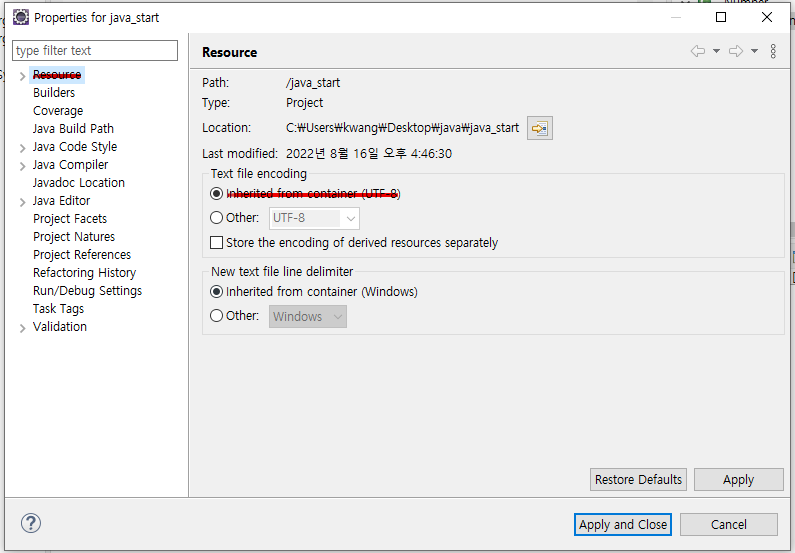 Properties for java_start
type filter text
Resource
Builders
Coverage
Java Build Path
Java Code Style
Java Compiler
Javadoc Location
Java Editor
Project Facets
Project Natures
Project References
Refactoring History
Run/Debug Settings
Task Tags
Validation
Resource
Path: /java_start
Type: Project
Location: C:₩Users₩kwang₩Desktop₩java₩java_start
Last modified: 2022년 8월 16일 오후 4:46:30
Text file encoding
Inherited from container (UTF-8)
Other: UTF-8
Store the encoding of derived resources separately
New text file line delimiter
Inherited from container (Windows)
Other: Windows
Restore Defaults Apply
? Apply and Close Cancel